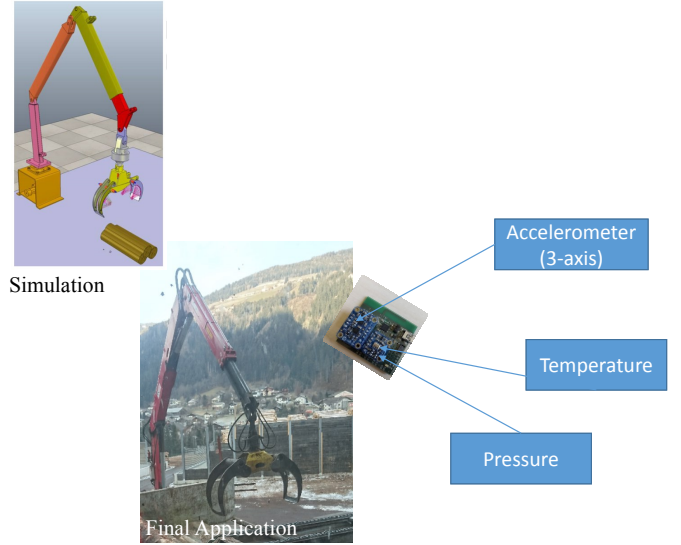 Simulation
Accelerometer
(3-axis)
Temperature
Pressure
Final Application